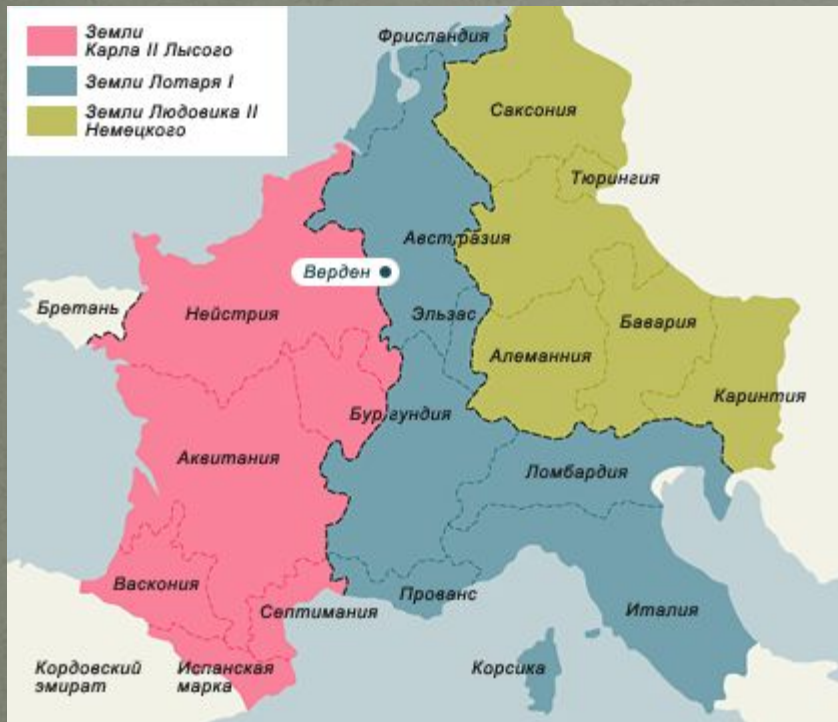 Земли
Карла II Лысого
Земли Лотаря I
Земли Людовика II
Немецкого
Фрисландия
Саксония
Тюрингия
Австразия
Верден
Бретань
Нейстрия
Эльзас
Бавария
Алеманния
Каринтия
Бургундия
Аквитания
Ломбардия
Васкония
Прованс
Септимания
Италия
Кордовский
эмират
Испанская
марка
Корсика